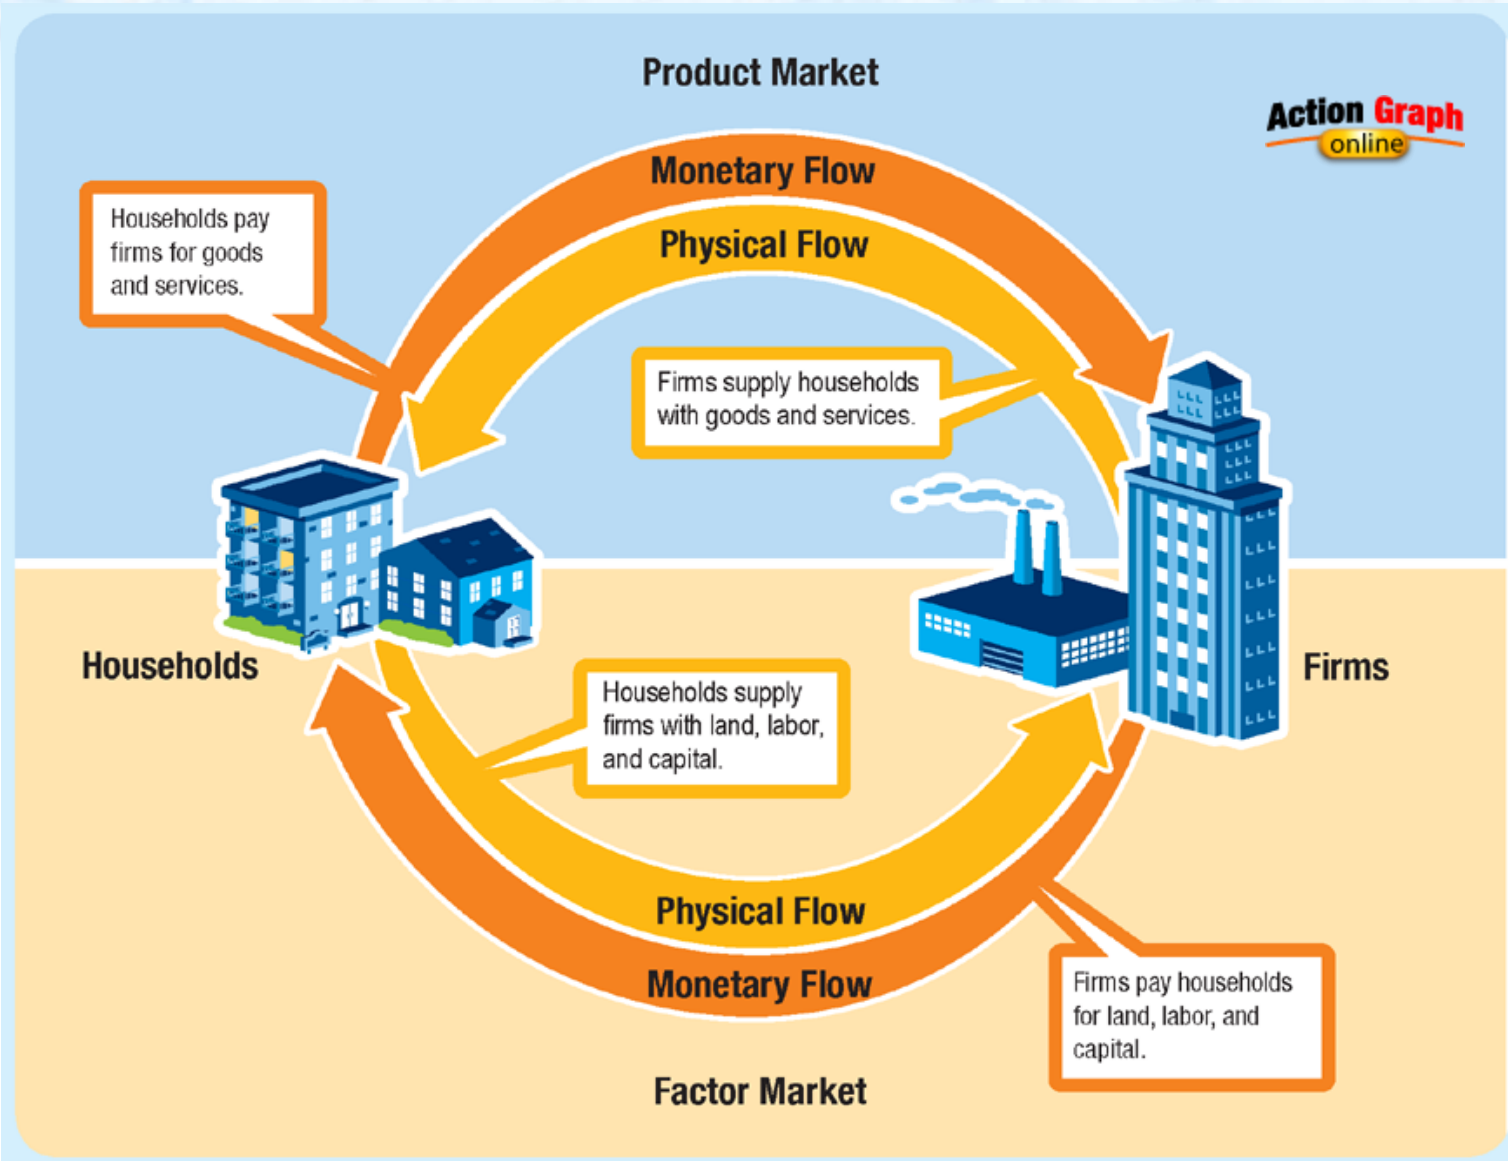 Product Market
Action Graph
online
Monetary Flow
Physical Flow
Households pay
firms for goods
and services.
Firms supply households
with goods and services.
Households
Firms
Households supply
firms with land, labor,
and capital.
Physical Flow
Monetary Flow
Firms pay households
for land, labor, and
capital.
Factor Market